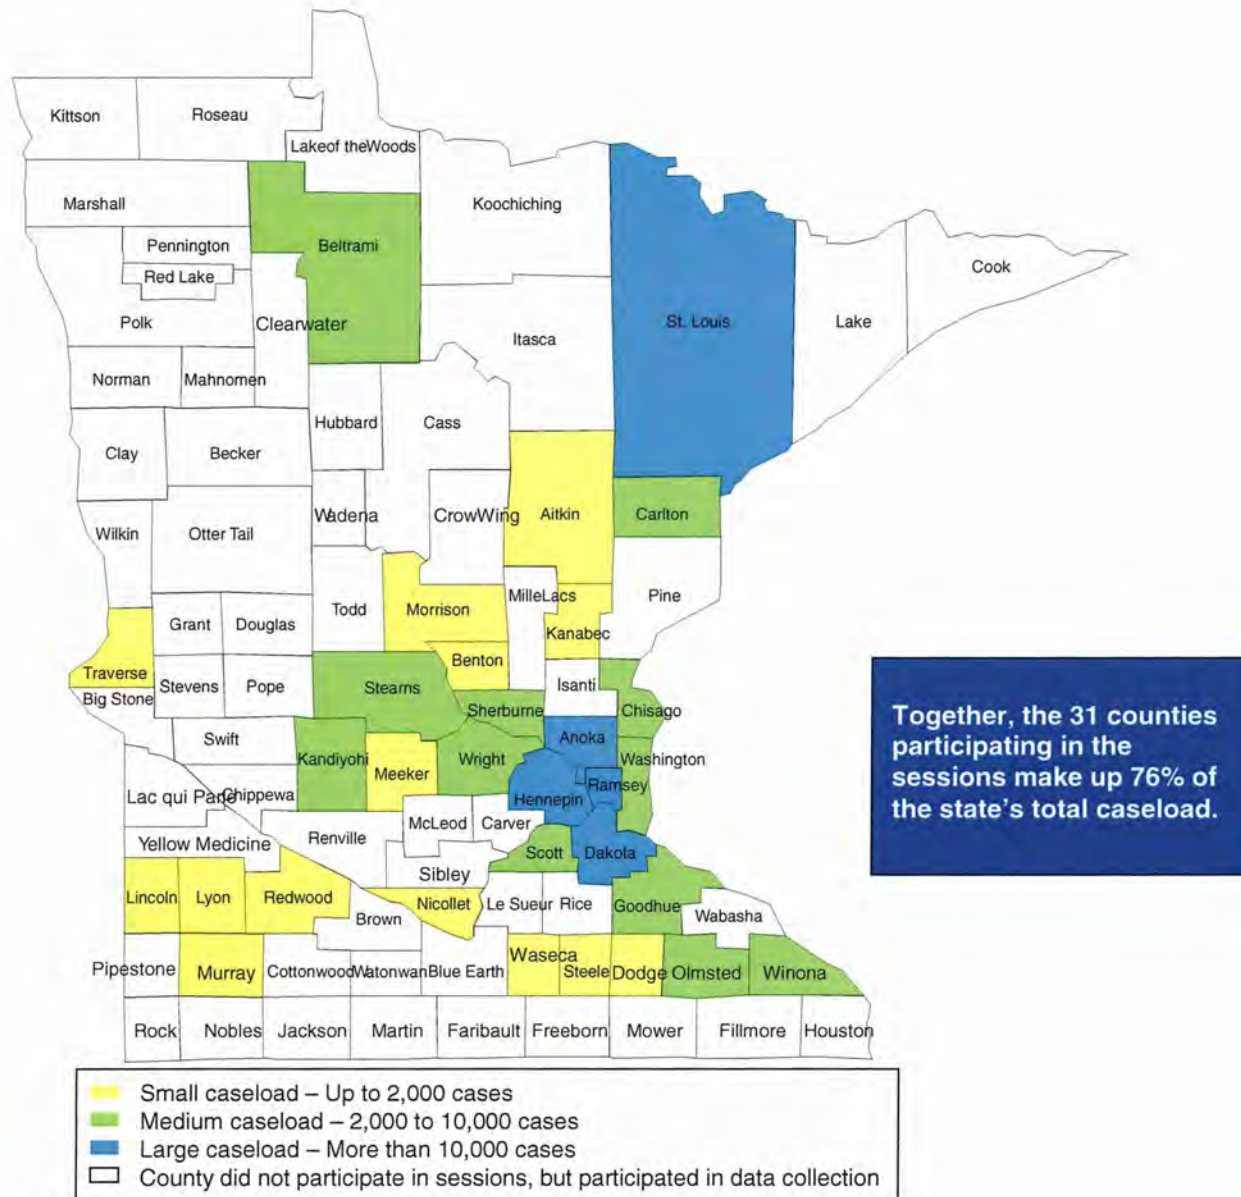 Kittson
Roseau
Lakeof theWoods
Marshall
Koochiching
Pennington
Beltrami
Red Lake
Cook
Polk
Clearwater
St. Louis
Lake
Itasca
Norman
Mahnomen
Hubbard
Cass
Clay
Becker
Wadena
CrowWing
Aitkin
Carlton
Wilkin
Otter Tail
MilleLacs
Pine
Todd
Morrison
Grant
Douglas
Kanabec
Traverse
Benton
Stevens
Pope
Stearns
Isanti
Big Stone
Sherburne
Chisago
Swift
Anoka
Kandiyohi
Meeker
Wright
Washington
Ramsey
Lac qui Parle
Chippewa
Hennepin
McLeod
Carver
Yellow Medicine
Renville
Scott
Dakota
Sibley
Lincoln
Lyon
Redwood
Nicollet
Le Sueur
Rice
Goodhue
Wabasha
Brown
Waseca
Pipestone
Murray
Cottonwood
Watonwan
Blue Earth
Steele
Dodge
Olmsted
Winona
Rock
Nobles
Jackson
Martin
Faribault
Freeborn
Mower
Fillmore
Houston
Together, the 31 counties
participating in the
sessions make up 76% of
the state's total caseload.
Small caseload – Up to 2,000 cases
Medium caseload – 2,000 to 10,000 cases
Large caseload – More than 10,000 cases
County did not participate in sessions, but participated in data collection